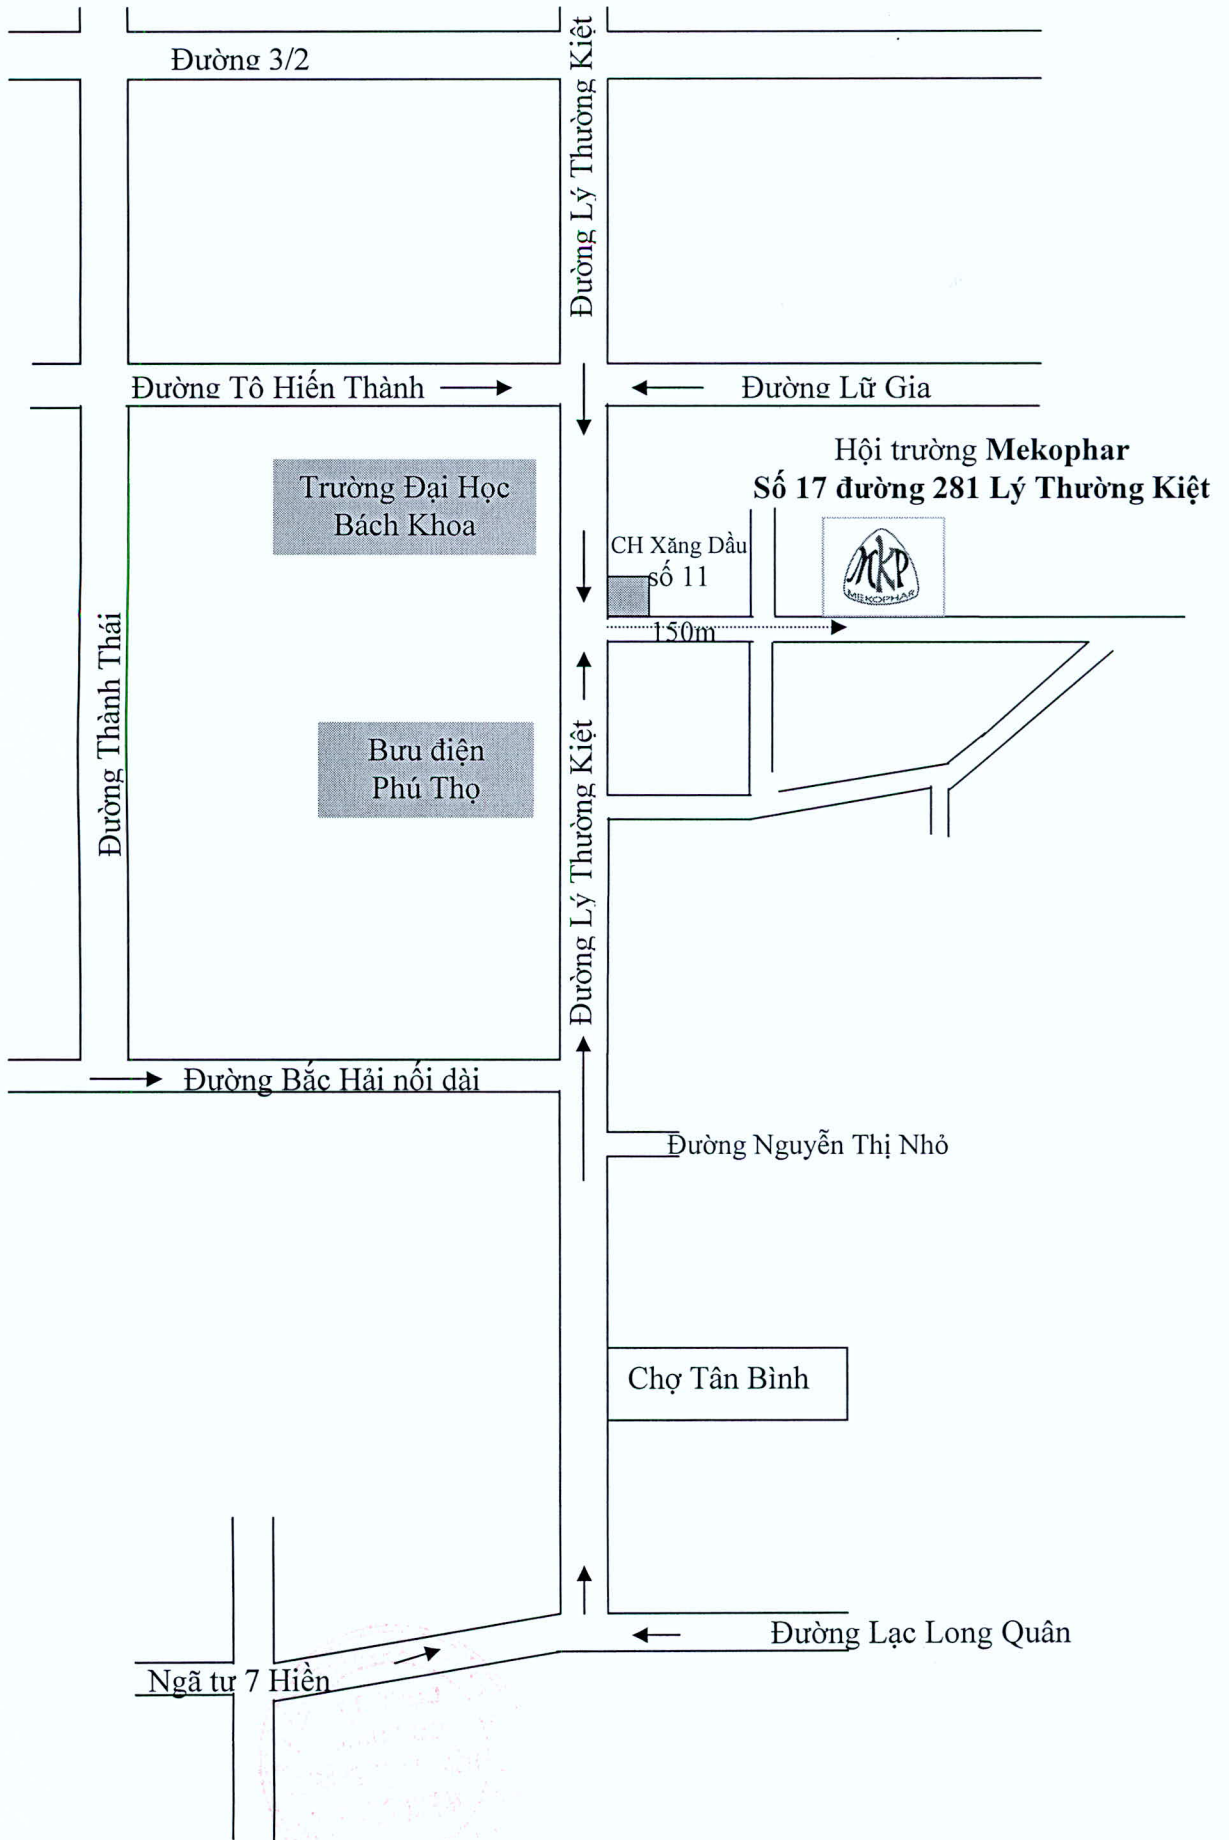 Đường 3/2
Đường Lý Thường Kiệt
Đường Tô Hiến Thành
Đường Lữ Gia
Hội trường Mekophar
Số 17 đường 281 Lý Thường Kiệt
Trường Đại Học
Bách Khoa
CH Xăng Dầu
số 11
MKP
MEKOPHAR
150m
Đường Thành Thái
Bưu điện
Phú Thọ
Đường Lý Thường Kiệt
Đường Bắc Hải nối dài
Đường Nguyễn Thị Nhỏ
Chợ Tân Bình
Đường Lạc Long Quân
Ngã tư 7 Hiền